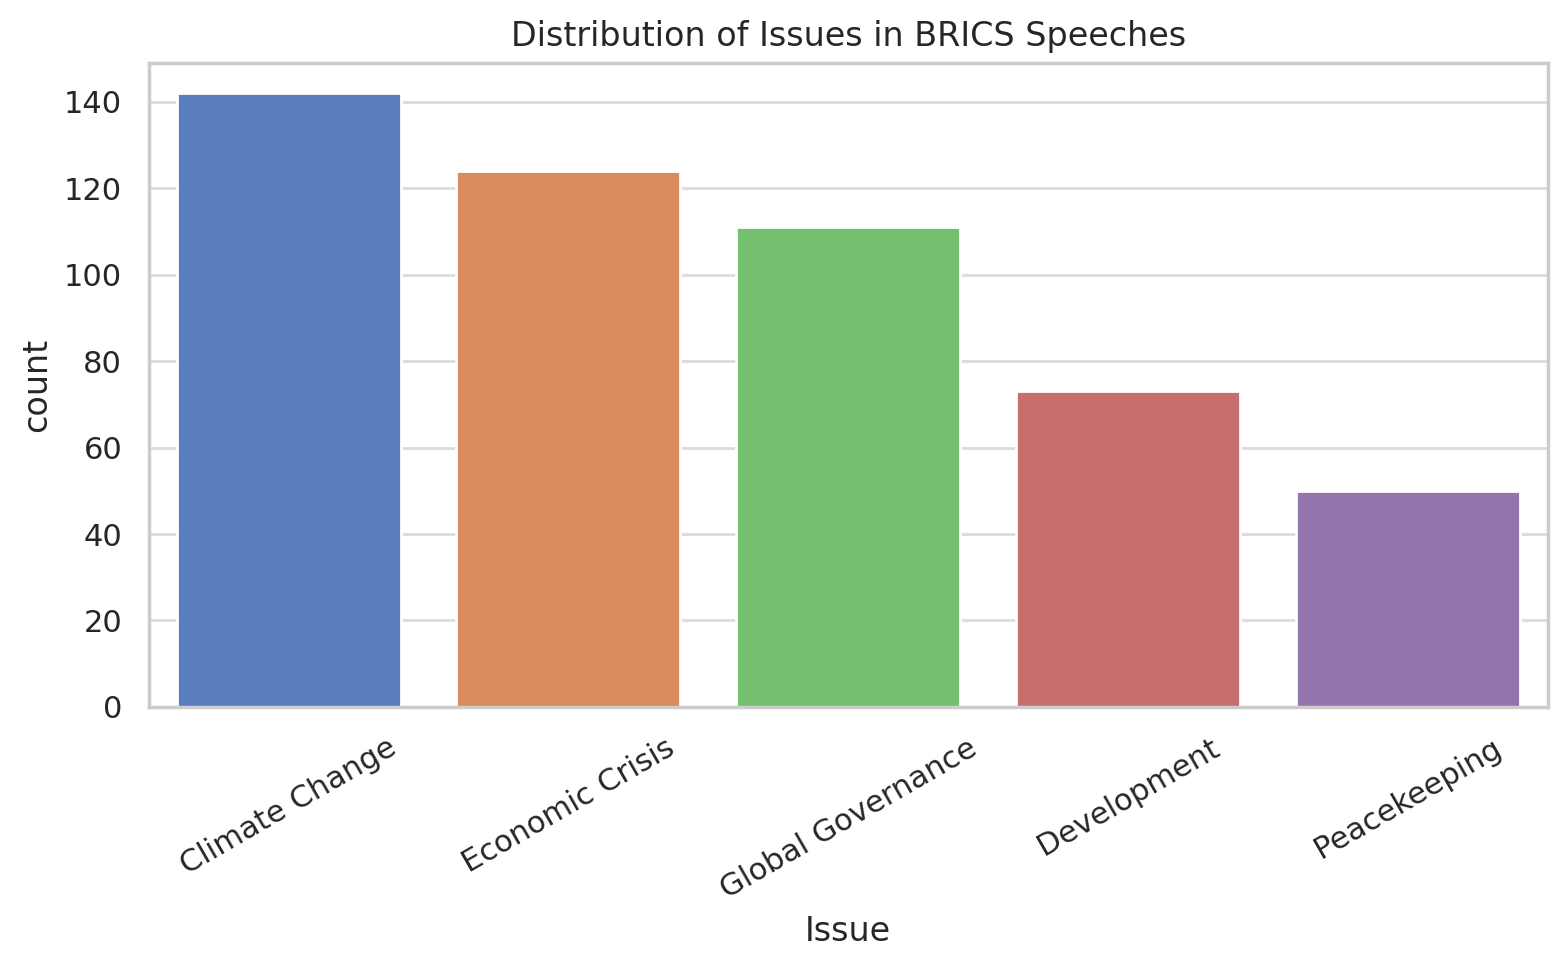 Distribution of Issues in BRICS Speeches
140
120
100
80
60
40
20
0
count
Climate Change
Economic Crisis
Global Governance
Development
Peacekeeping
Issue